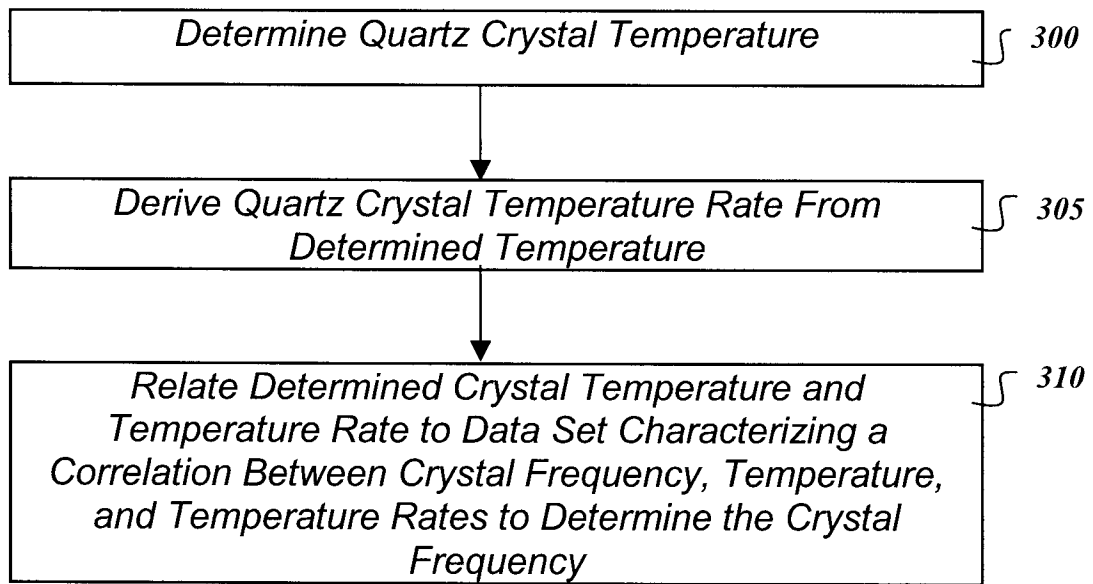 Determine Quartz Crystal Temperature
300
Derive Quartz Crystal Temperature Rate From
Determined Temperature
305
Relate Determined Crystal Temperature and
Temperature Rate to Data Set Characterizing a
Correlation Between Crystal Frequency, Temperature,
and Temperature Rates to Determine the Crystal
Frequency
310